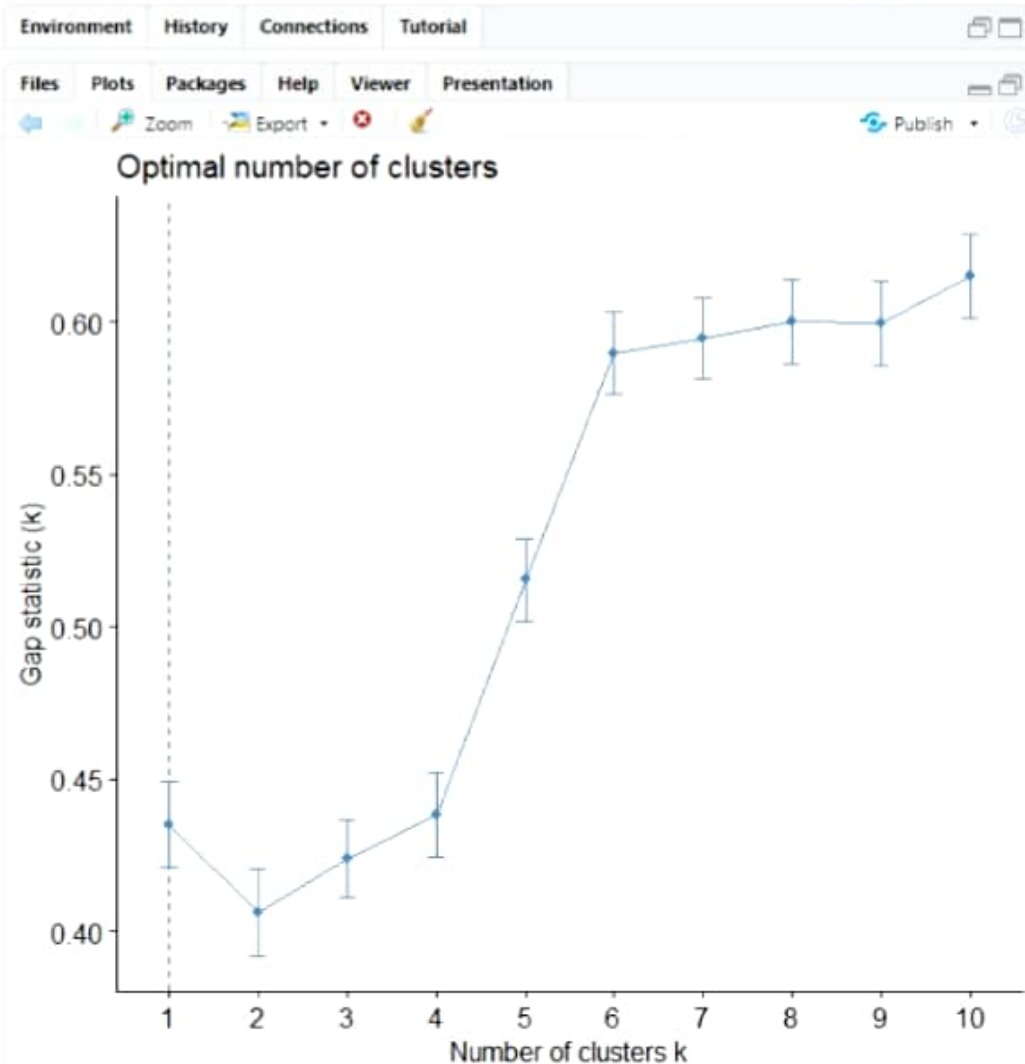 Environment History Connections Tutorial
Files Plots Packages Help Viewer Presentation
Zoom Export Publish
Optimal number of clusters
0.60
0.55
0.50
0.45
0.40
Gap statistic (k)
1 2 3 4 5 6 7 8 9 10
Number of clusters k